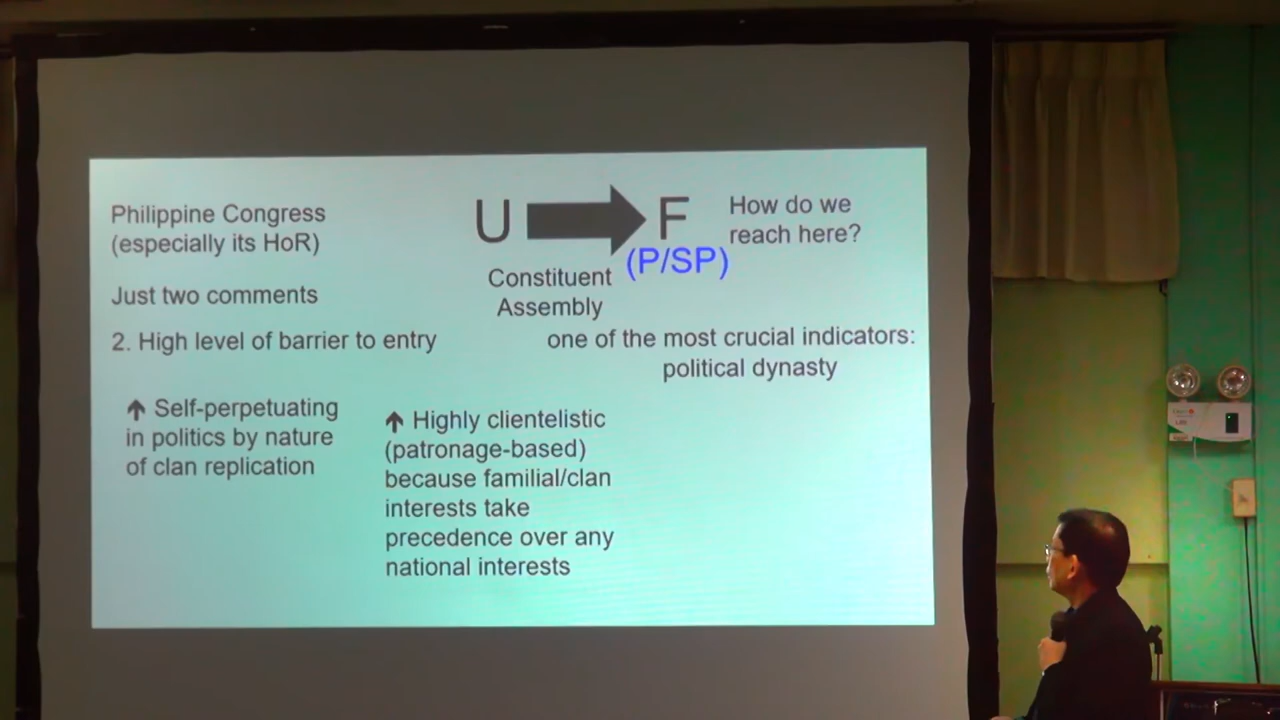 Philippine Congress
(especially its HoR)
U F
(P/SP)
How do we
reach here?
Constituent
Assembly
Just two comments
2. High level of barrier to entry
one of the most crucial indicators:
political dynasty
Self-perpetuating
in politics by nature
of clan replication
Highly clientelistic
(patronage-based)
because familial/clan
interests take
precedence over any
national interests